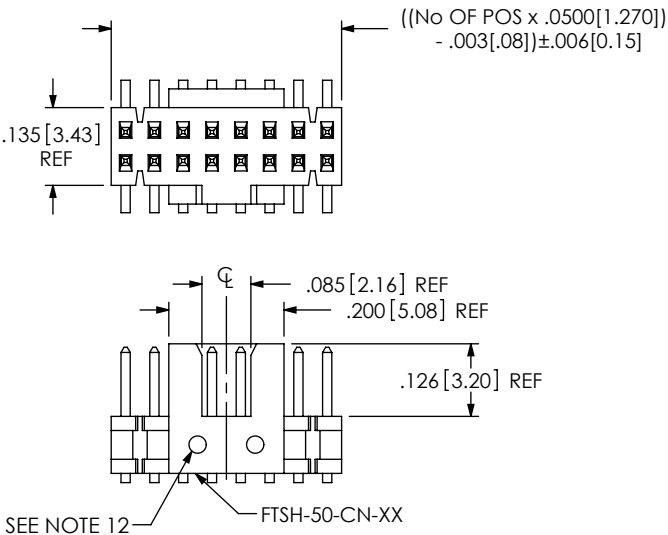 ((No OF POS x .0500[1.270])
- .003[.08])±.006[0.15]
.135[3.43]
REF
℄
.085[2.16] REF
.200[5.08] REF
.126[3.20] REF
SEE NOTE 12
FTSH-50-CN-XX